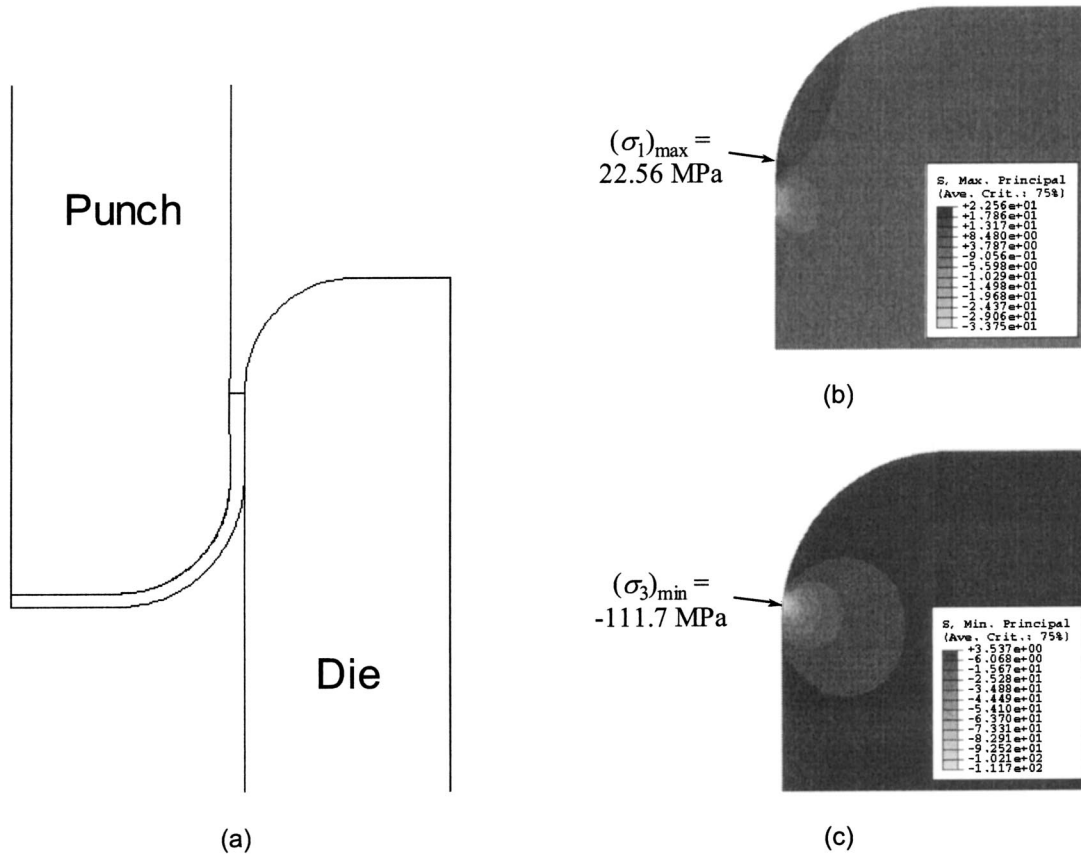 Punch
Die
(a)
(σ₁)max =
22.56 MPa
S, Max. Principal
(Ave. Crit.: 75%)
+2.256e+01
+1.786e+01
+1.317e+01
+8.480e+00
+3.787e+00
-9.056e-01
-5.598e+00
-1.029e+01
-1.498e+01
-1.968e+01
-2.437e+01
-2.906e+01
-3.375e+01
(b)
(σ₃)min =
-111.7 MPa
S, Min. Principal
(Ave. Crit.: 75%)
+3.537e+00
-6.068e+00
-1.567e+01
-2.528e+01
-3.488e+01
-4.449e+01
-5.410e+01
-6.370e+01
-7.331e+01
-8.291e+01
-9.252e+01
-1.021e+02
-1.117e+02
(c)